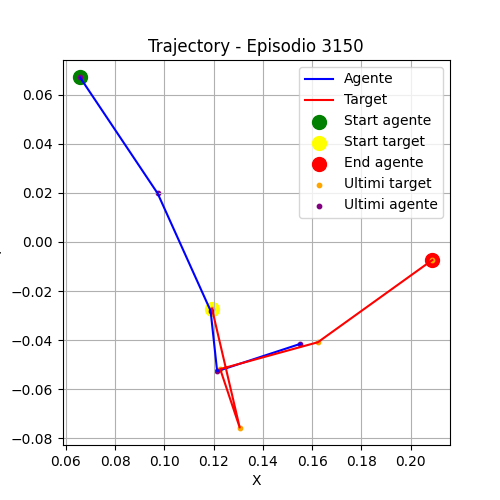 Trajectory - Episodio 3150
Agente
Target
Start agente
Start target
End agente
Ultimi target
Ultimi agente
0.06
0.04
0.02
0.00
−0.02
−0.04
−0.06
−0.08
0.06 0.08 0.10 0.12 0.14 0.16 0.18 0.20
X